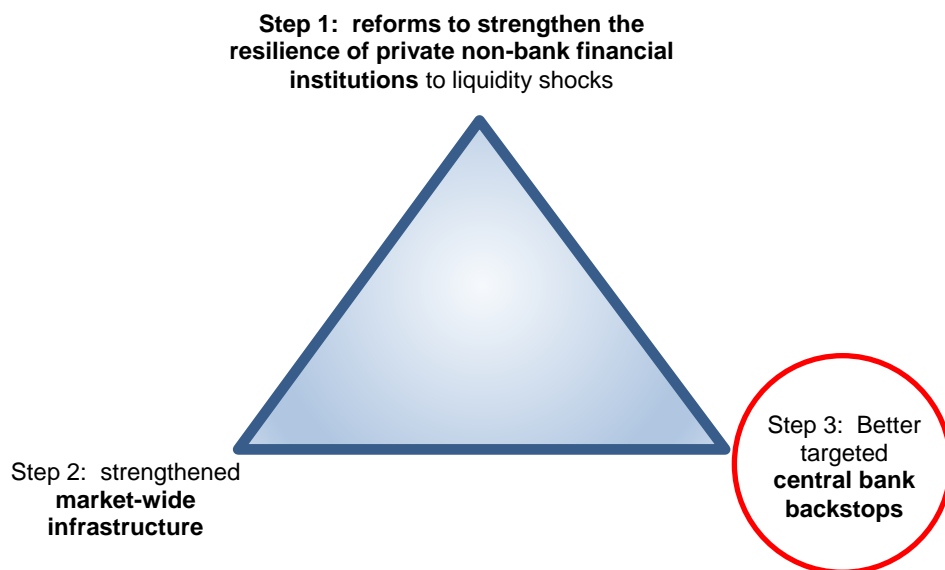 Step 1: reforms to strengthen the
resilience of private non-bank financial
institutions to liquidity shocks
Step 2: strengthened
market-wide
infrastructure
Step 3: Better
targeted
central bank
backstops